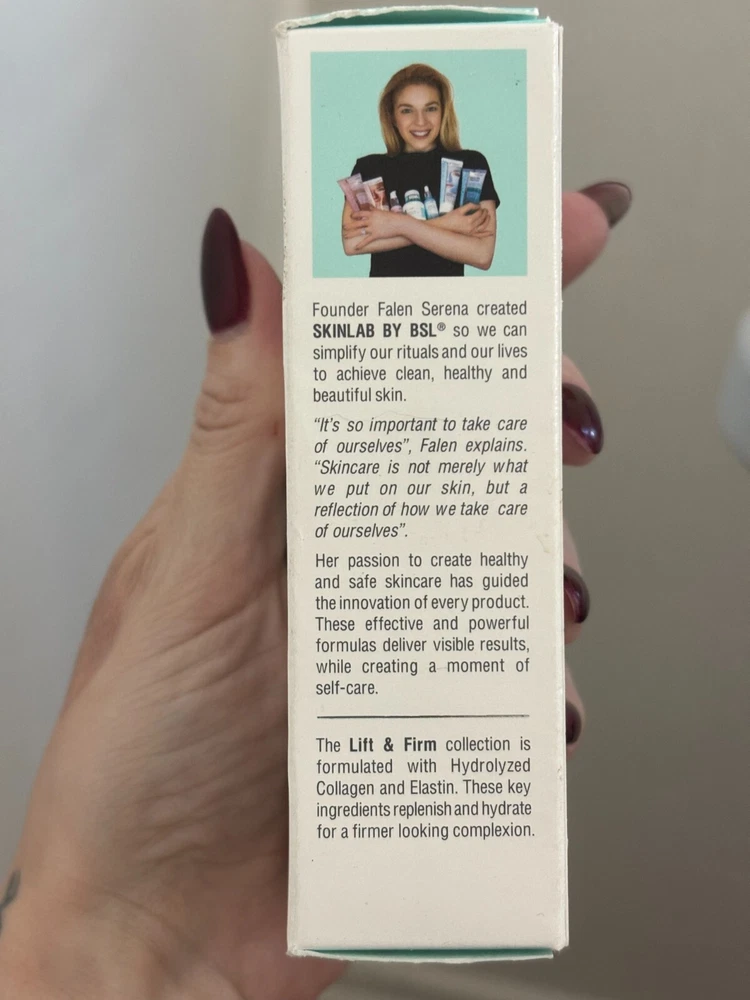 Founder Falen Serena created
SKINLAB BY BSL® so we can
simplify our rituals and our lives
to achieve clean, healthy and
beautiful skin.
“It’s so important to take care
of ourselves”, Falen explains.
“Skincare is not merely what
we put on our skin, but a
reflection of how we take care
of ourselves”.
Her passion to create healthy
and safe skincare has guided
the innovation of every product.
These effective and powerful
formulas deliver visible results,
while creating a moment of
self-care.
The Lift & Firm collection is
formulated with Hydrolyzed
Collagen and Elastin. These key
ingredients replenish and hydrate
for a firmer looking complexion.